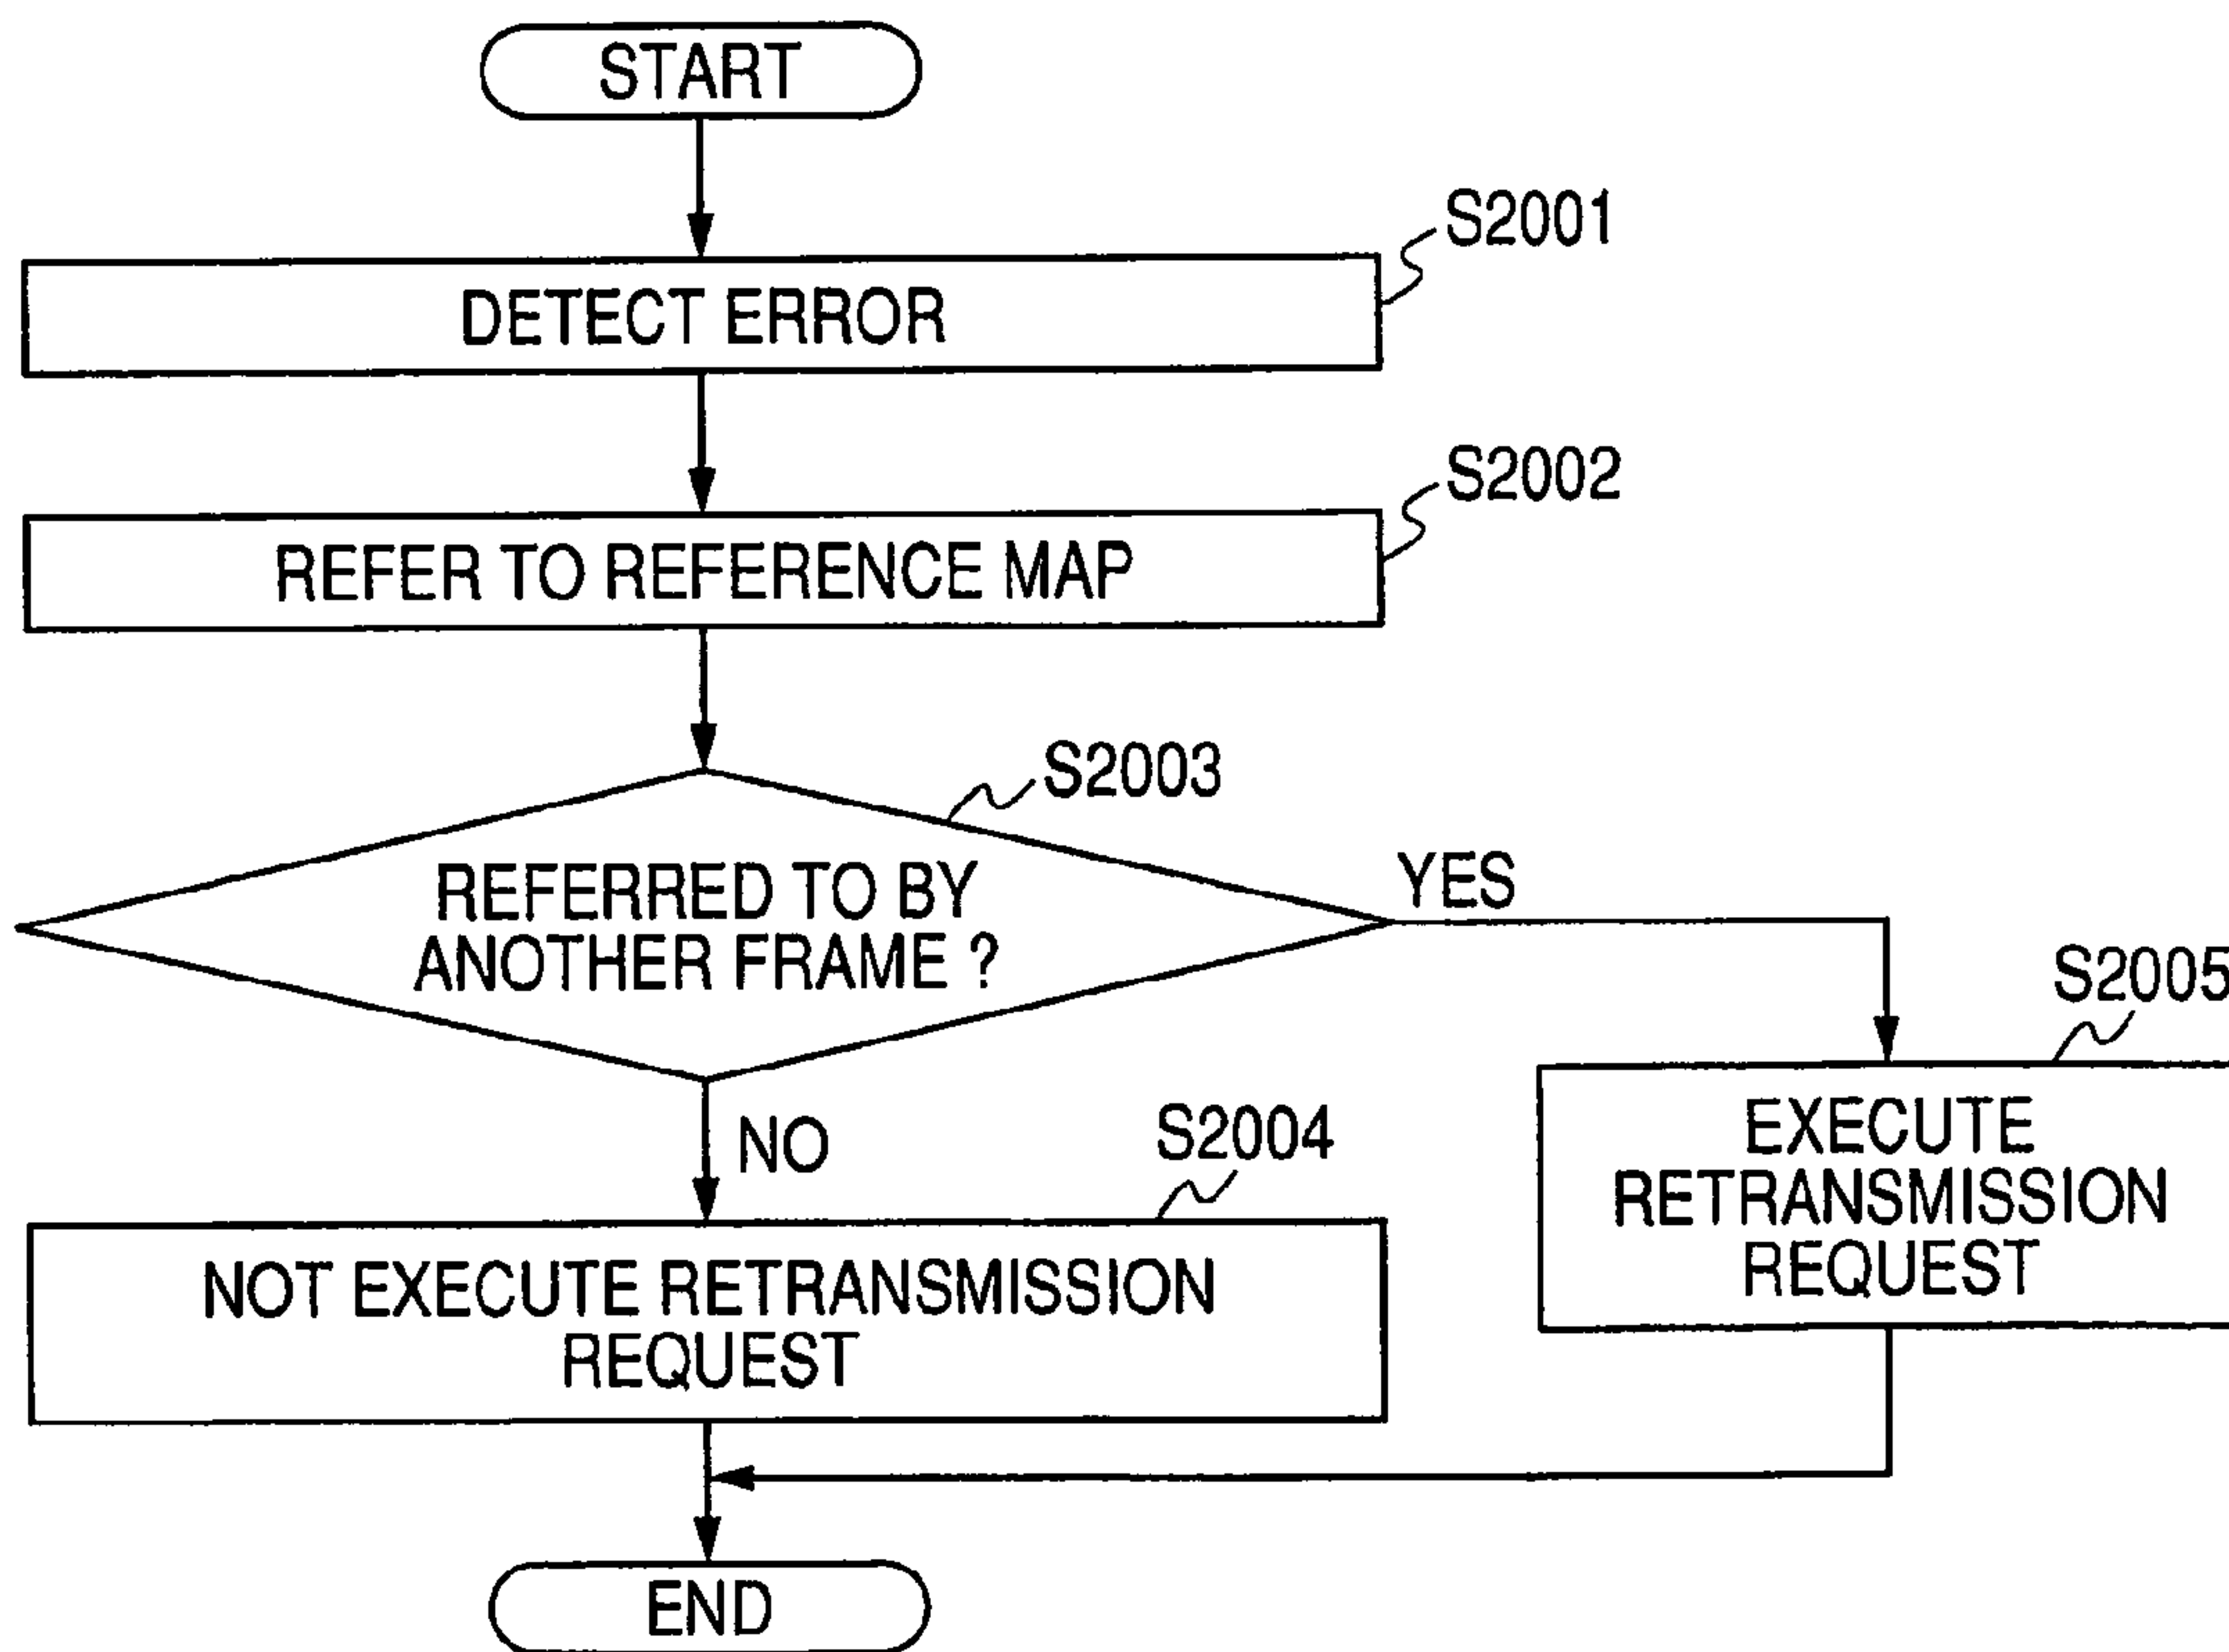 START
S2001
DETECT ERROR
S2002
REFER TO REFERENCE MAP
S2003
REFERRED TO BY
ANOTHER FRAME ?
YES
S2005
EXECUTE
RETRANSMISSION
REQUEST
NO
S2004
NOT EXECUTE RETRANSMISSION
REQUEST
END